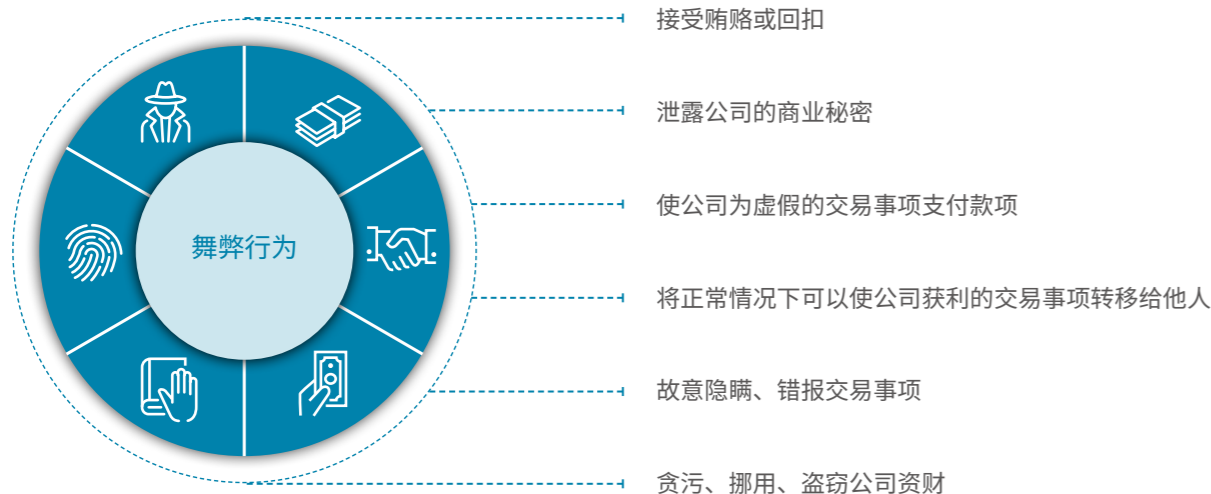 接受贿赂或回扣
泄露公司的商业秘密
使公司为虚假的交易事项支付款项
舞弊行为
将正常情况下可以使公司获利的交易事项转移给他人
故意隐瞒、错报交易事项
贪污、挪用、盗窃公司资财